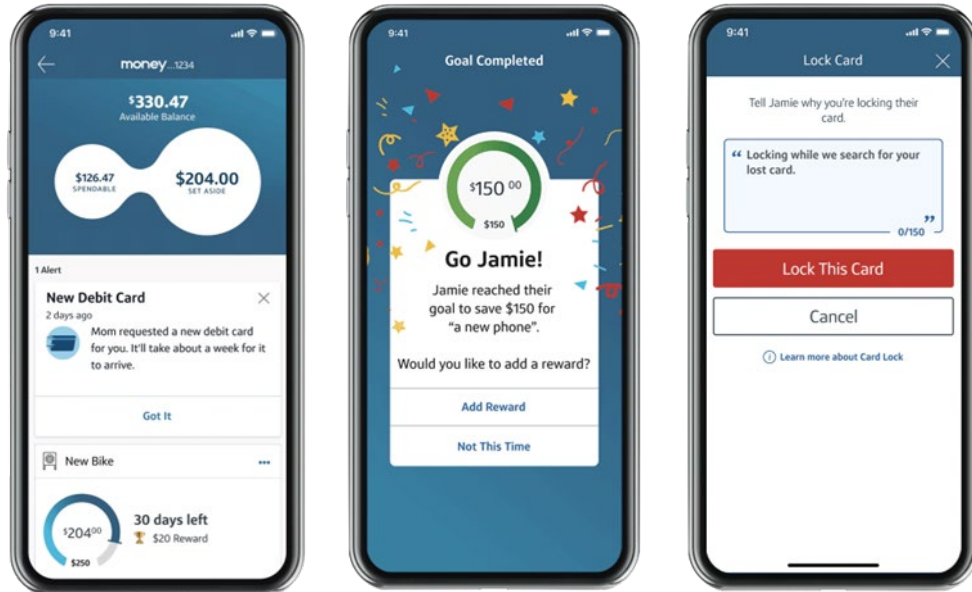 9:41
money...1234
$330.47
Available Balance
$126.47
SPENDABLE
$204.00
SET ASIDE
1 Alert
New Debit Card
2 days ago
Mom requested a new debit card
for you. It'll take about a week for it
to arrive.
Got It
New Bike
$204.00
$250
30 days left
$20 Reward
9:41
Goal Completed
$150.00
$150
Go Jamie!
Jamie reached their
goal to save $150 for
“a new phone”.
Would you like to add a reward?
Add Reward
Not This Time
9:41
Lock Card
Tell Jamie why you're locking their
card.
“ Locking while we search for your
lost card.
”
0/150
Lock This Card
Cancel
Learn more about Card Lock